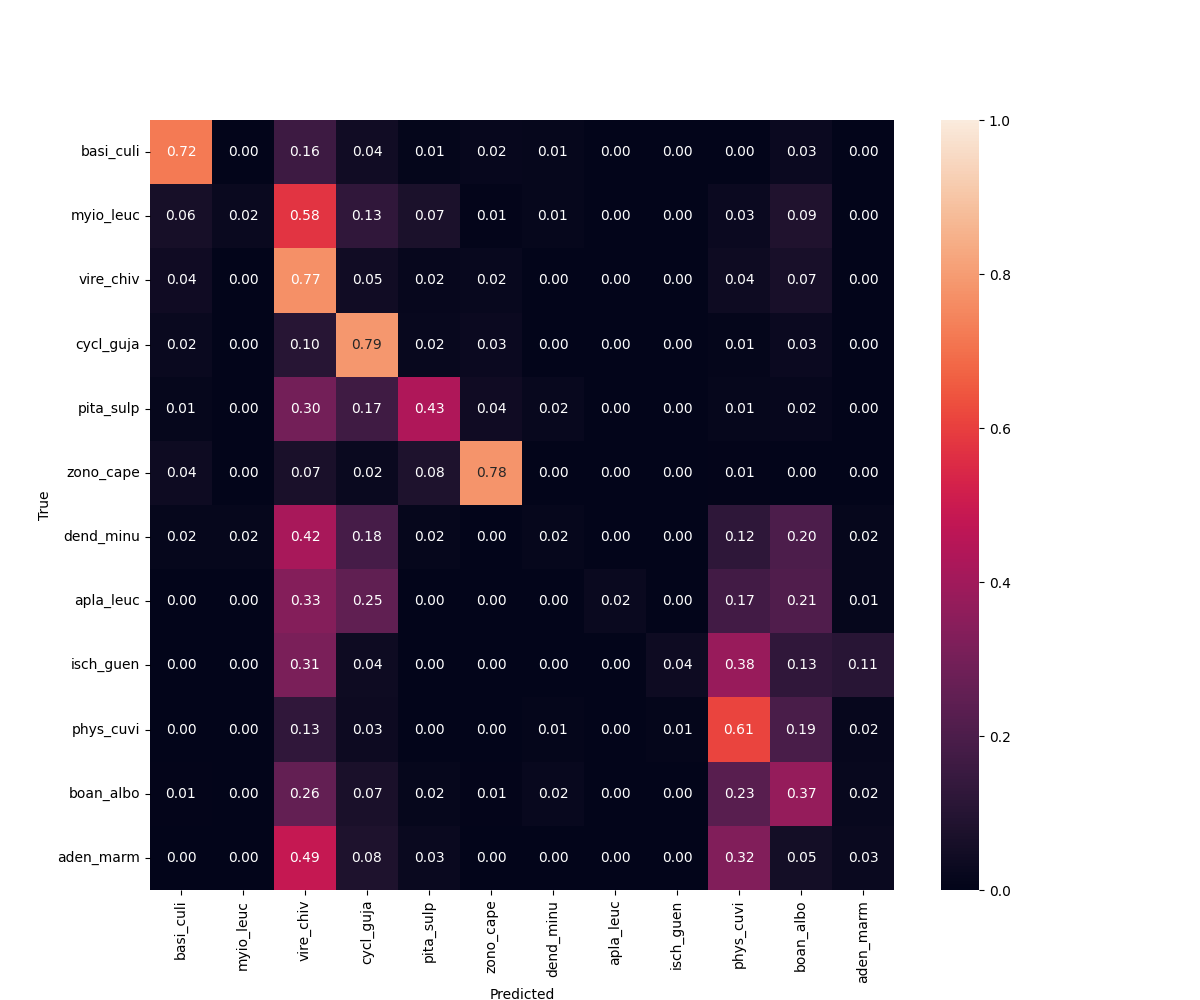 basi_culi 0.72 0.00 0.16 0.04 0.01 0.02 0.01 0.00 0.00 0.00 0.03 0.00
myio_leuc 0.06 0.02 0.58 0.13 0.07 0.01 0.01 0.00 0.00 0.03 0.09 0.00
vire_chiv 0.04 0.00 0.77 0.05 0.02 0.02 0.00 0.00 0.00 0.04 0.07 0.00
cycl_guja 0.02 0.00 0.10 0.79 0.02 0.03 0.00 0.00 0.00 0.01 0.03 0.00
pita_sulp 0.01 0.00 0.30 0.17 0.43 0.04 0.02 0.00 0.00 0.01 0.02 0.00
zono_cape 0.04 0.00 0.07 0.02 0.08 0.78 0.00 0.00 0.00 0.01 0.00 0.00
dend_minu 0.02 0.02 0.42 0.18 0.02 0.00 0.02 0.00 0.00 0.12 0.20 0.02
apla_leuc 0.00 0.00 0.33 0.25 0.00 0.00 0.00 0.02 0.00 0.17 0.21 0.01
isch_guen 0.00 0.00 0.31 0.04 0.00 0.00 0.00 0.00 0.04 0.38 0.13 0.11
phys_cuvi 0.00 0.00 0.13 0.03 0.00 0.00 0.01 0.00 0.01 0.61 0.19 0.02
boan_albo 0.01 0.00 0.26 0.07 0.02 0.01 0.02 0.00 0.00 0.23 0.37 0.02
aden_marm 0.00 0.00 0.49 0.08 0.03 0.00 0.00 0.00 0.00 0.32 0.05 0.03
True
basi_culi myio_leuc vire_chiv cycl_guja pita_sulp zono_cape dend_minu apla_leuc isch_guen phys_cuvi boan_albo aden_marm
Predicted
1.0
0.8
0.6
0.4
0.2
0.0